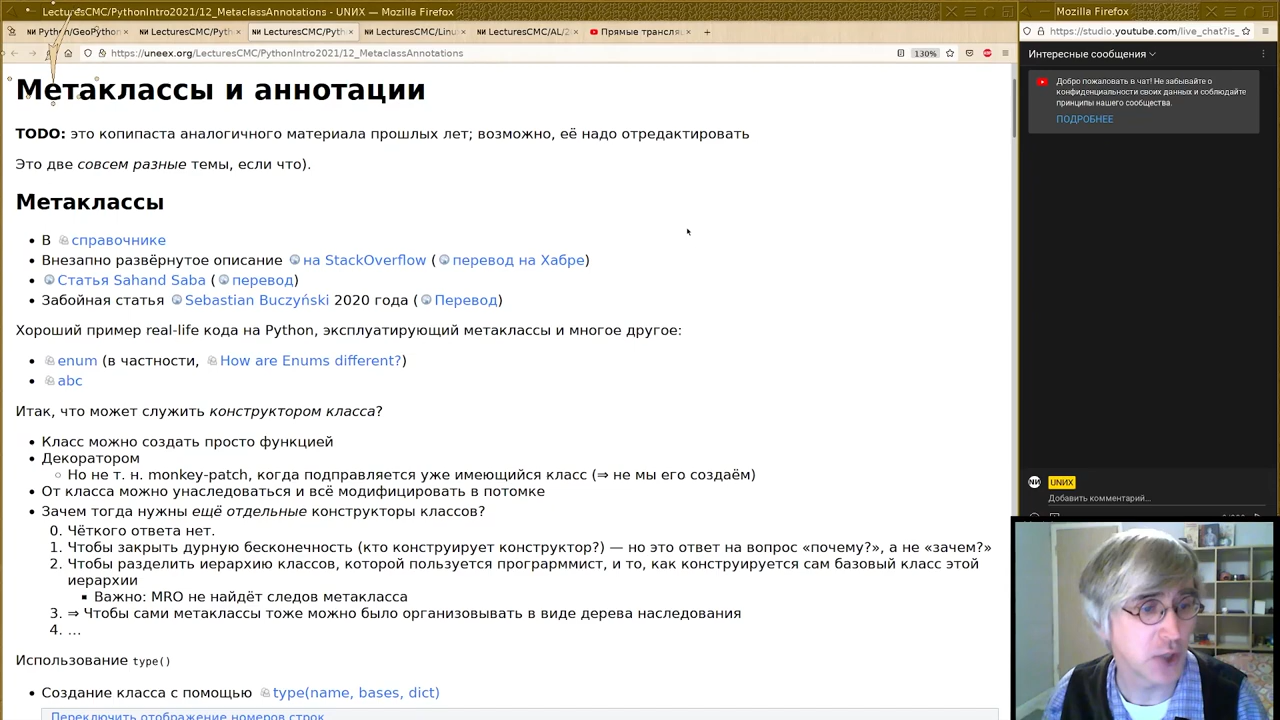 LecturesCMC/PythonIntro2021/12_MetaclassAnnotations - UNИX — Mozilla Firefox
Mozilla Firefox
Python/GeoPython
LecturesCMC/Pyth
LecturesCMC/Pyth
LecturesCMC/Linu
LecturesCMC/AL/2
Прямые трансляц
https://uneex.org/LecturesCMC/PythonIntro2021/12_MetaclassAnnotations
130%
https://studio.youtube.com/live_chat?is_
Метаклассы и аннотации
TODO: это копипаста аналогичного материала прошлых лет; возможно, её надо отредактировать
Это две совсем разные темы, если что).
Метаклассы
В справочнике
Внезапно развёрнутое описание на StackOverflow ( перевод на Хабре)
Статья Sahand Saba ( перевод)
Забойная статья Sebastian Buczyński 2020 года ( Перевод)
Хороший пример real-life кода на Python, эксплуатирующий метаклассы и многое другое:
enum (в частности, How are Enums different?)
abc
Итак, что может служить конструктором класса?
Класс можно создать просто функцией
Декоратором
Но не т. н. monkey-patch, когда подправляется уже имеющийся класс (⇒ не мы его создаём)
От класса можно унаследоваться и всё модифицировать в потомке
Зачем тогда нужны ещё отдельные конструкторы классов?
0. Чёткого ответа нет.
1. Чтобы закрыть дурную бесконечность (кто конструирует конструктор?) — но это ответ на вопрос «почему?», а не «зачем?»
2. Чтобы разделить иерархию классов, которой пользуется программист, и то, как конструируется сам базовый класс этой
иерархии
Важно: MRO не найдёт следов метакласса
3. ⇒ Чтобы сами метаклассы тоже можно было организовывать в виде дерева наследования
4. …
Использование type()
Создание класса с помощью type(name, bases, dict)
Переключить отображение номеров строк
Интересные сообщения
Добро пожаловать в чат! Не забывайте о
конфиденциальности своих данных и соблюдайте
принципы нашего сообщества.
ПОДРОБНЕЕ
UNИX
Добавить комментарий...